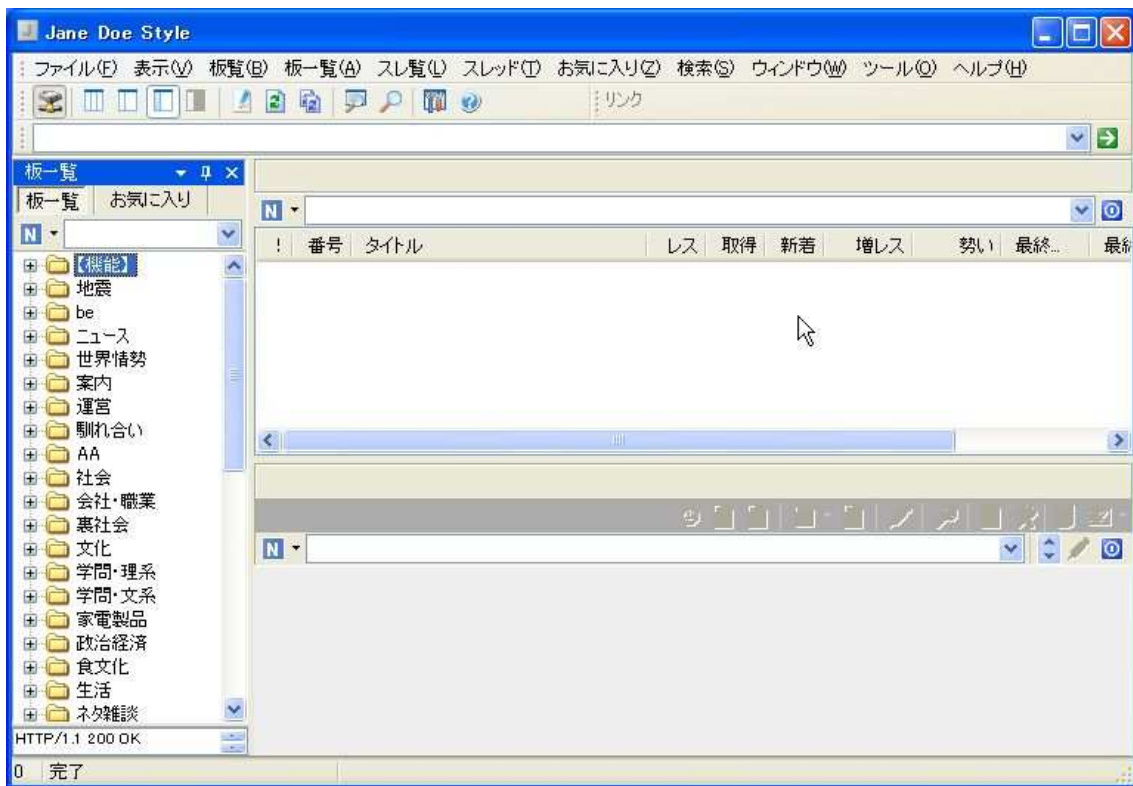 Jane Doe Style
ファイル(F) 表示(V) 板覧(B) 板一覧(A) スレ覧(L) スレッド(T) お気に入り(Z) 検索(S) ウィンドウ(W) ツール(O) ヘルプ(H)
リンク
板一覧
板一覧 お気に入り
N
N
! 番号 タイトル レス 取得 新着 増レス 勢い 最終... 最終
【機能】
地震
be
ニュース
世界情勢
案内
運営
馴れ合い
AA
社会
会社・職業
裏社会
文化
学問・理系
学問・文系
家電製品
政治経済
食文化
生活
ネタ雑談
N
HTTP/1.1 200 OK
0 完了